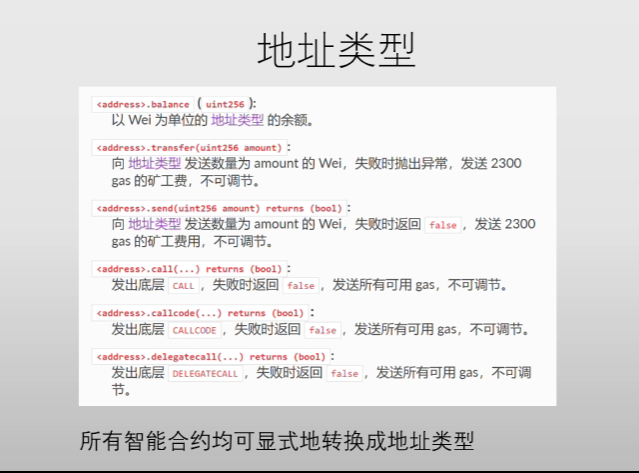 地址类型
<address>.balance ( uint256 ):
以 Wei 为单位的 地址类型 的余额。
<address>.transfer(uint256 amount) :
向 地址类型 发送数量为 amount 的 Wei，失败时抛出异常，发送 2300
gas 的矿工费，不可调节。
<address>.send(uint256 amount) returns (bool) :
向 地址类型 发送数量为 amount 的 Wei，失败时返回 false ，发送 2300
gas 的矿工费用，不可调节。
<address>.call(...) returns (bool) :
发出底层 CALL ，失败时返回 false ，发送所有可用 gas，不可调节。
<address>.callcode(...) returns (bool) :
发出底层 CALLCODE ，失败时返回 false ，发送所有可用 gas，不可调节。
<address>.delegatecall(...) returns (bool) :
发出底层 DELEGATECALL ，失败时返回 false ，发送所有可用 gas，不可调
节。
所有智能合约均可显式地转换成地址类型